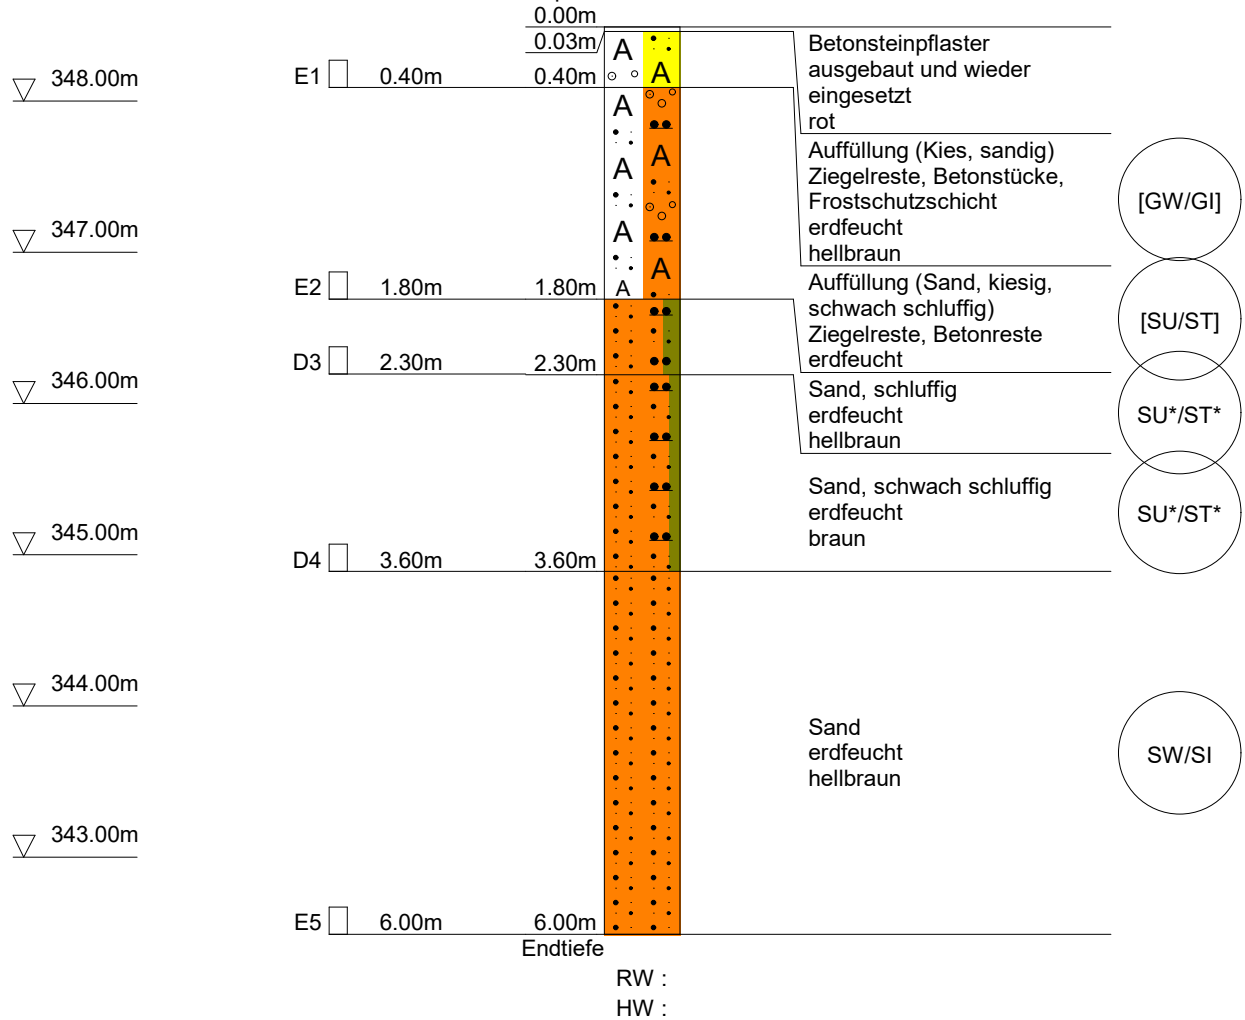 0.00m
0.03m
Betonsteinpflaster
ausgebaut und wieder
eingesetzt
rot
348.00m
E1 0.40m 0.40m
A
A
A
A
A
A
A
A
Auffüllung (Kies, sandig)
Ziegelreste, Betonstücke,
Frostschutzschicht
erdfeucht
hellbraun
[GW/GI]
347.00m
E2 1.80m 1.80m
Auffüllung (Sand, kiesig,
schwach schluffig)
Ziegelreste, Betonreste
erdfeucht
[SU/ST]
D3 2.30m 2.30m
346.00m
Sand, schluffig
erdfeucht
hellbraun
SU*/ST*
Sand, schwach schluffig
erdfeucht
braun
SU*/ST*
345.00m
D4 3.60m 3.60m
344.00m
Sand
erdfeucht
hellbraun
SW/SI
343.00m
E5 6.00m 6.00m
Endtiefe
RW :
HW :